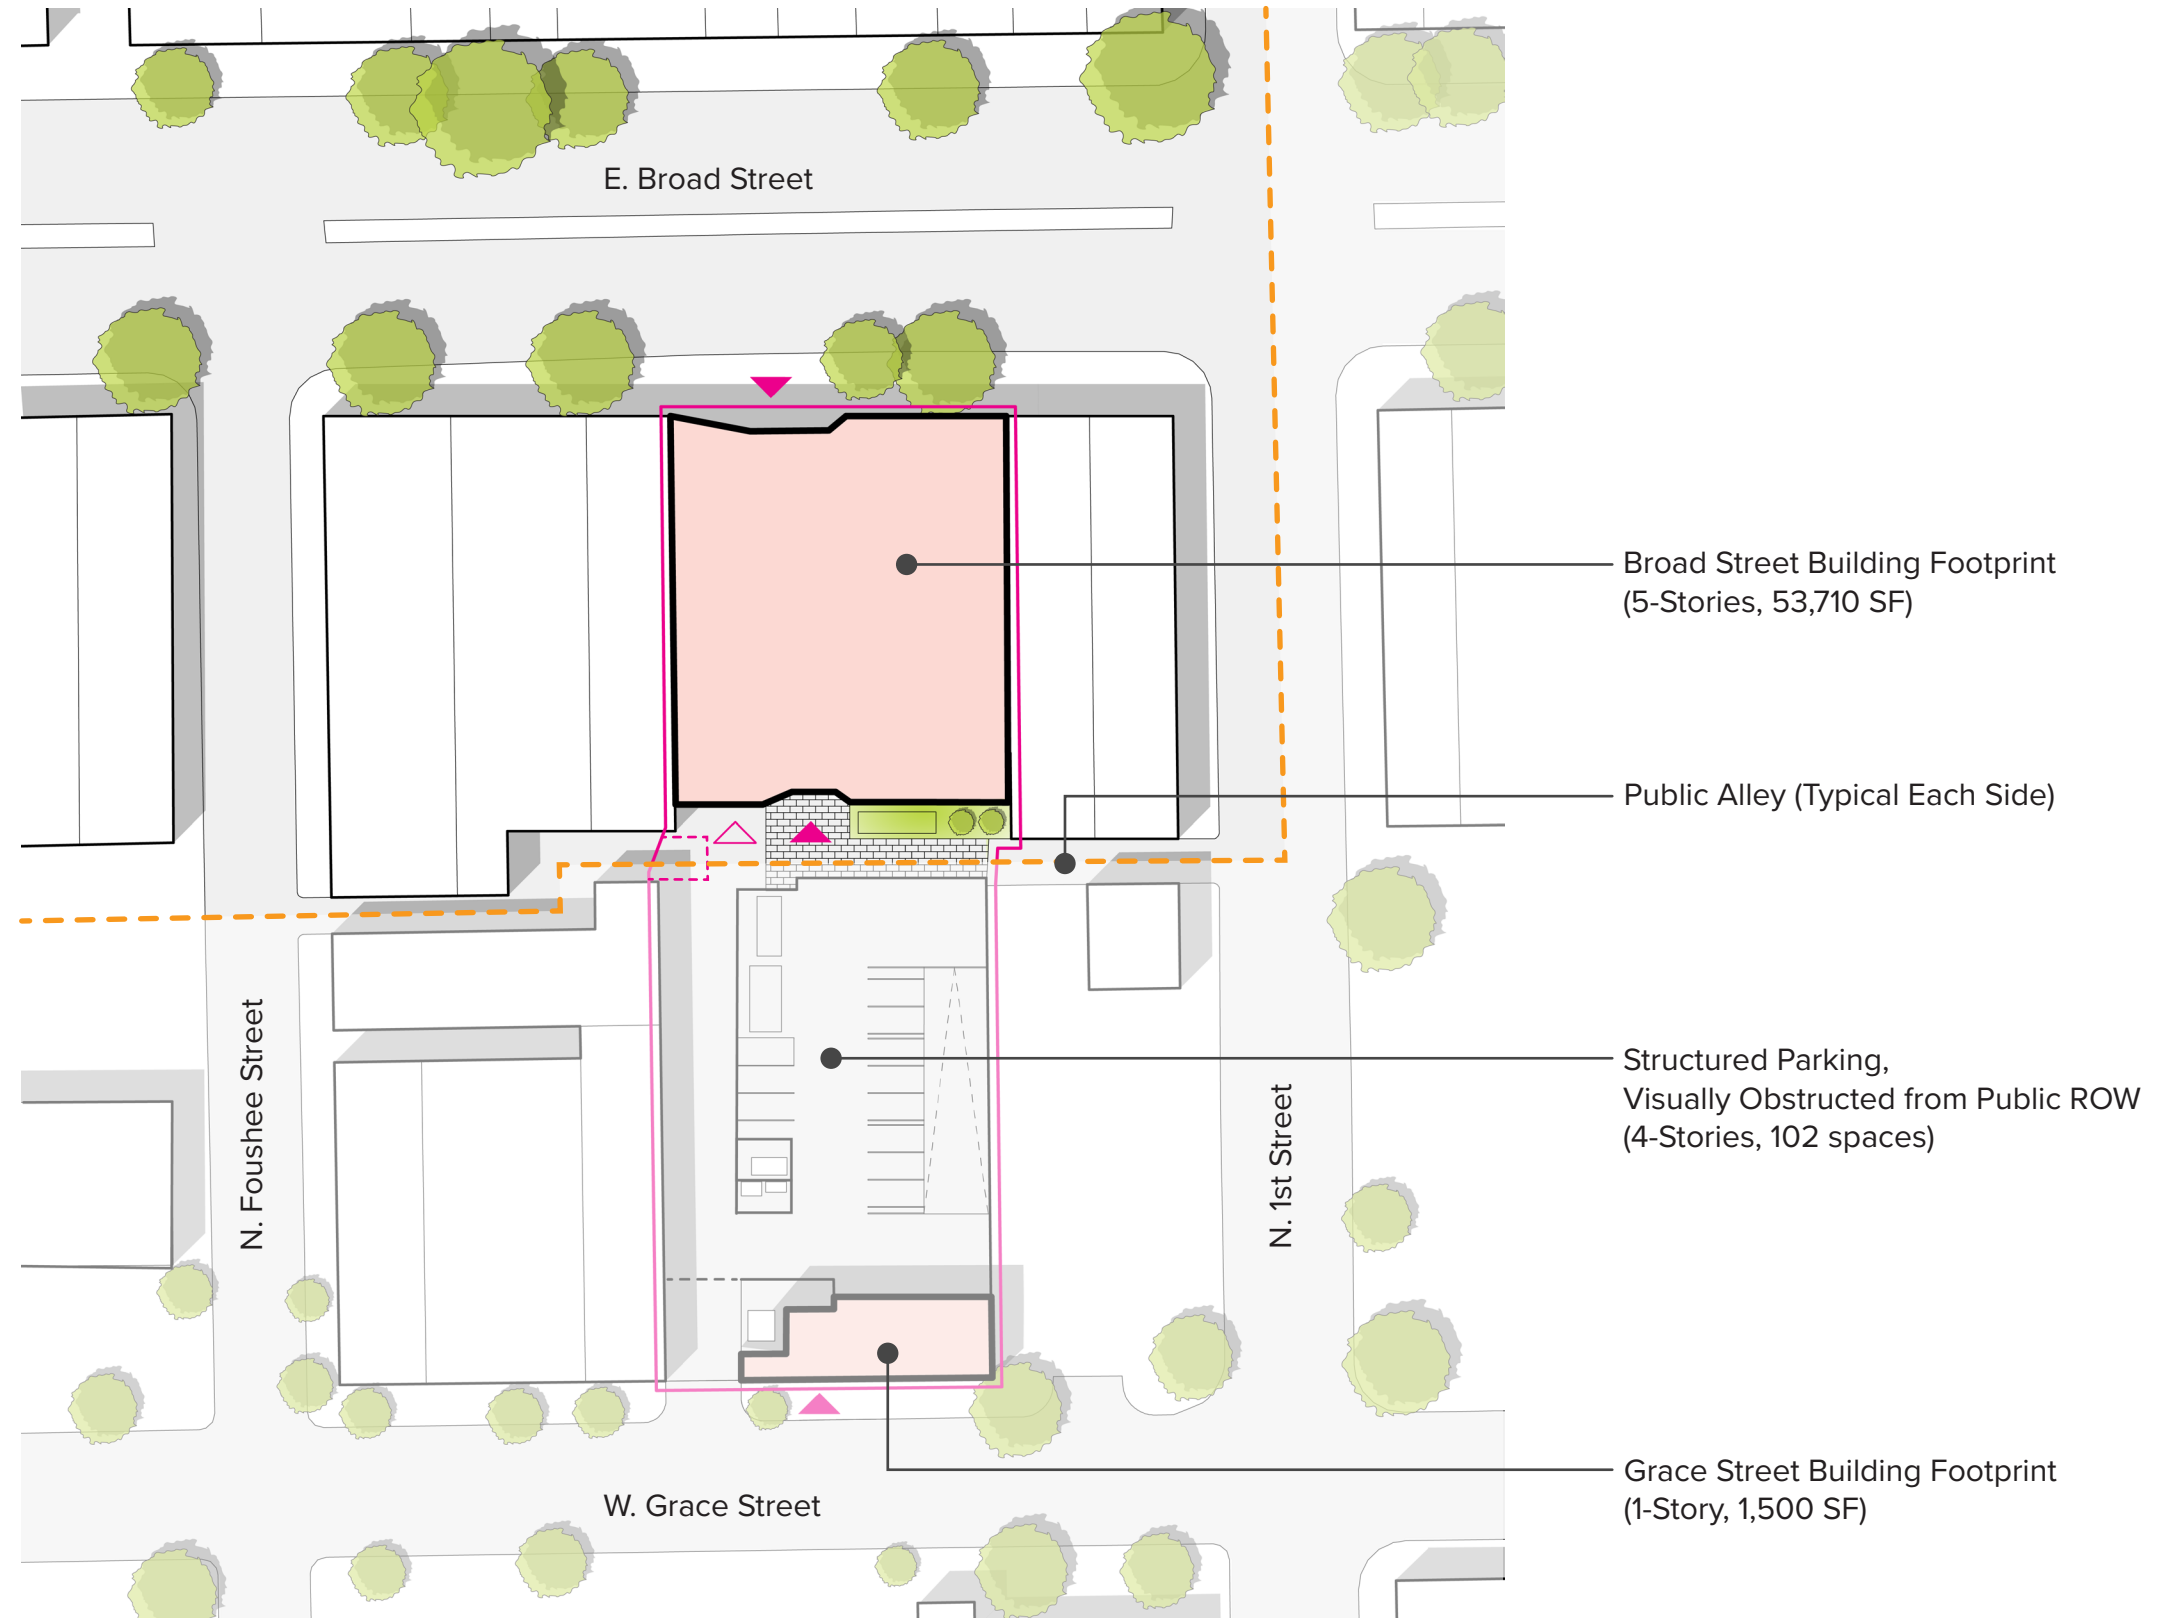 E. Broad Street
Broad Street Building Footprint
(5-Stories, 53,710 SF)
Public Alley (Typical Each Side)
N. Foushee Street
Structured Parking,
Visually Obstructed from Public ROW
(4-Stories, 102 spaces)
N. 1st Street
Grace Street Building Footprint
(1-Story, 1,500 SF)
W. Grace Street